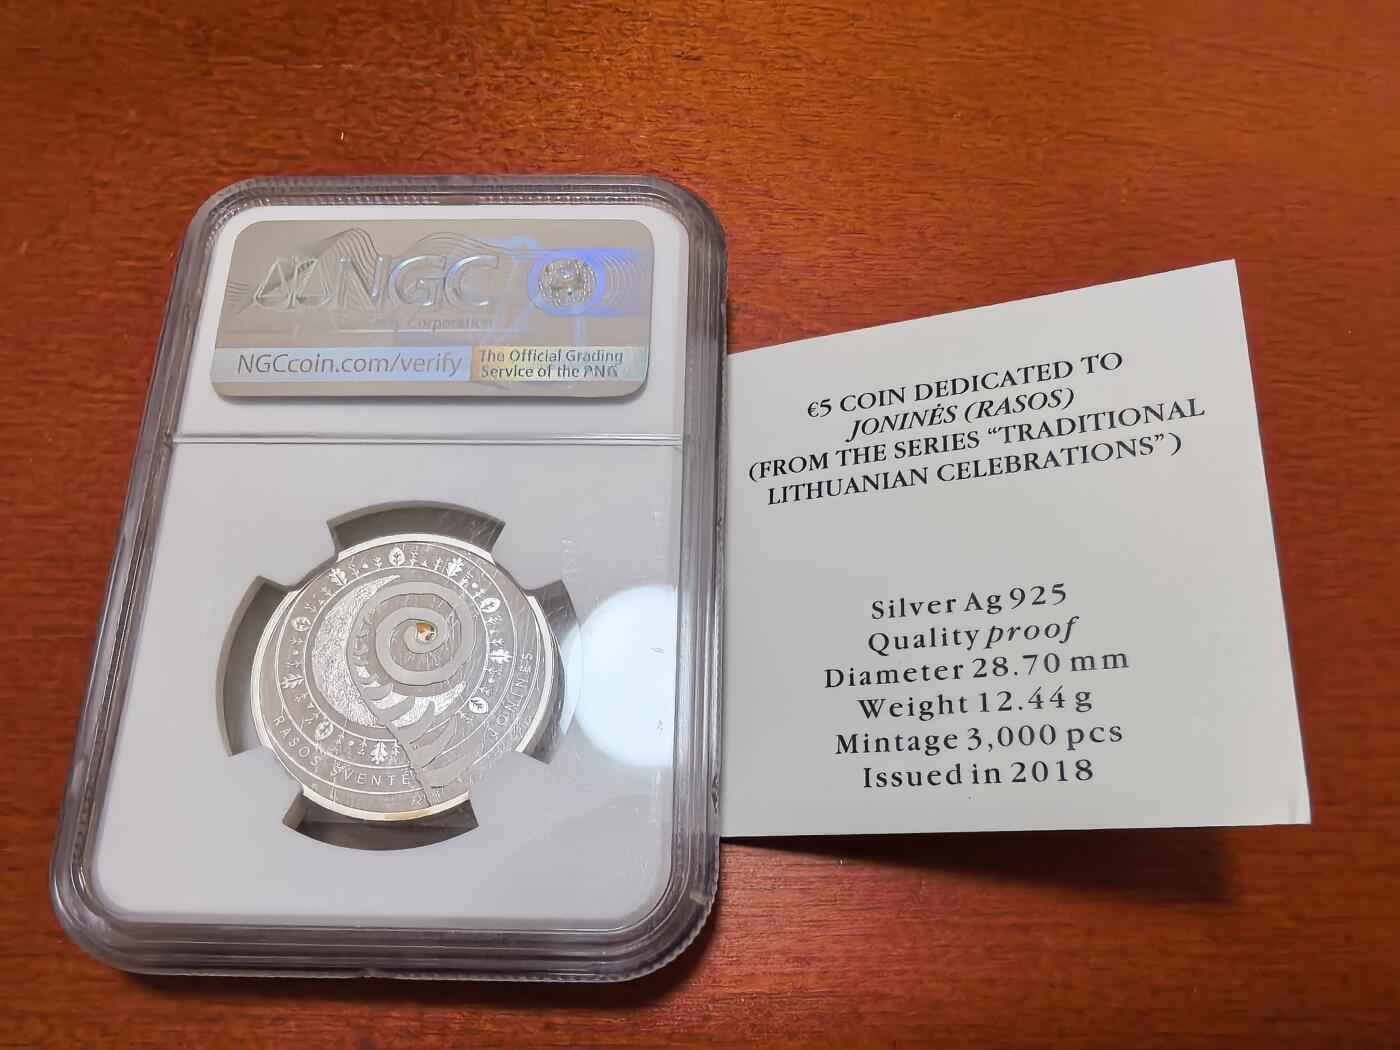 NGC
Corporation
NGCcoin.com/verify
The Official Grading
Service of the PNG
RASOS ŠVENTĖ
JONINĖS
€5 COIN DEDICATED TO
JONINĖS (RASOS)
(FROM THE SERIES “TRADITIONAL
LITHUANIAN CELEBRATIONS”)
Silver Ag 925
Quality proof
Diameter 28.70 mm
Weight 12.44 g
Mintage 3,000 pcs
Issued in 2018